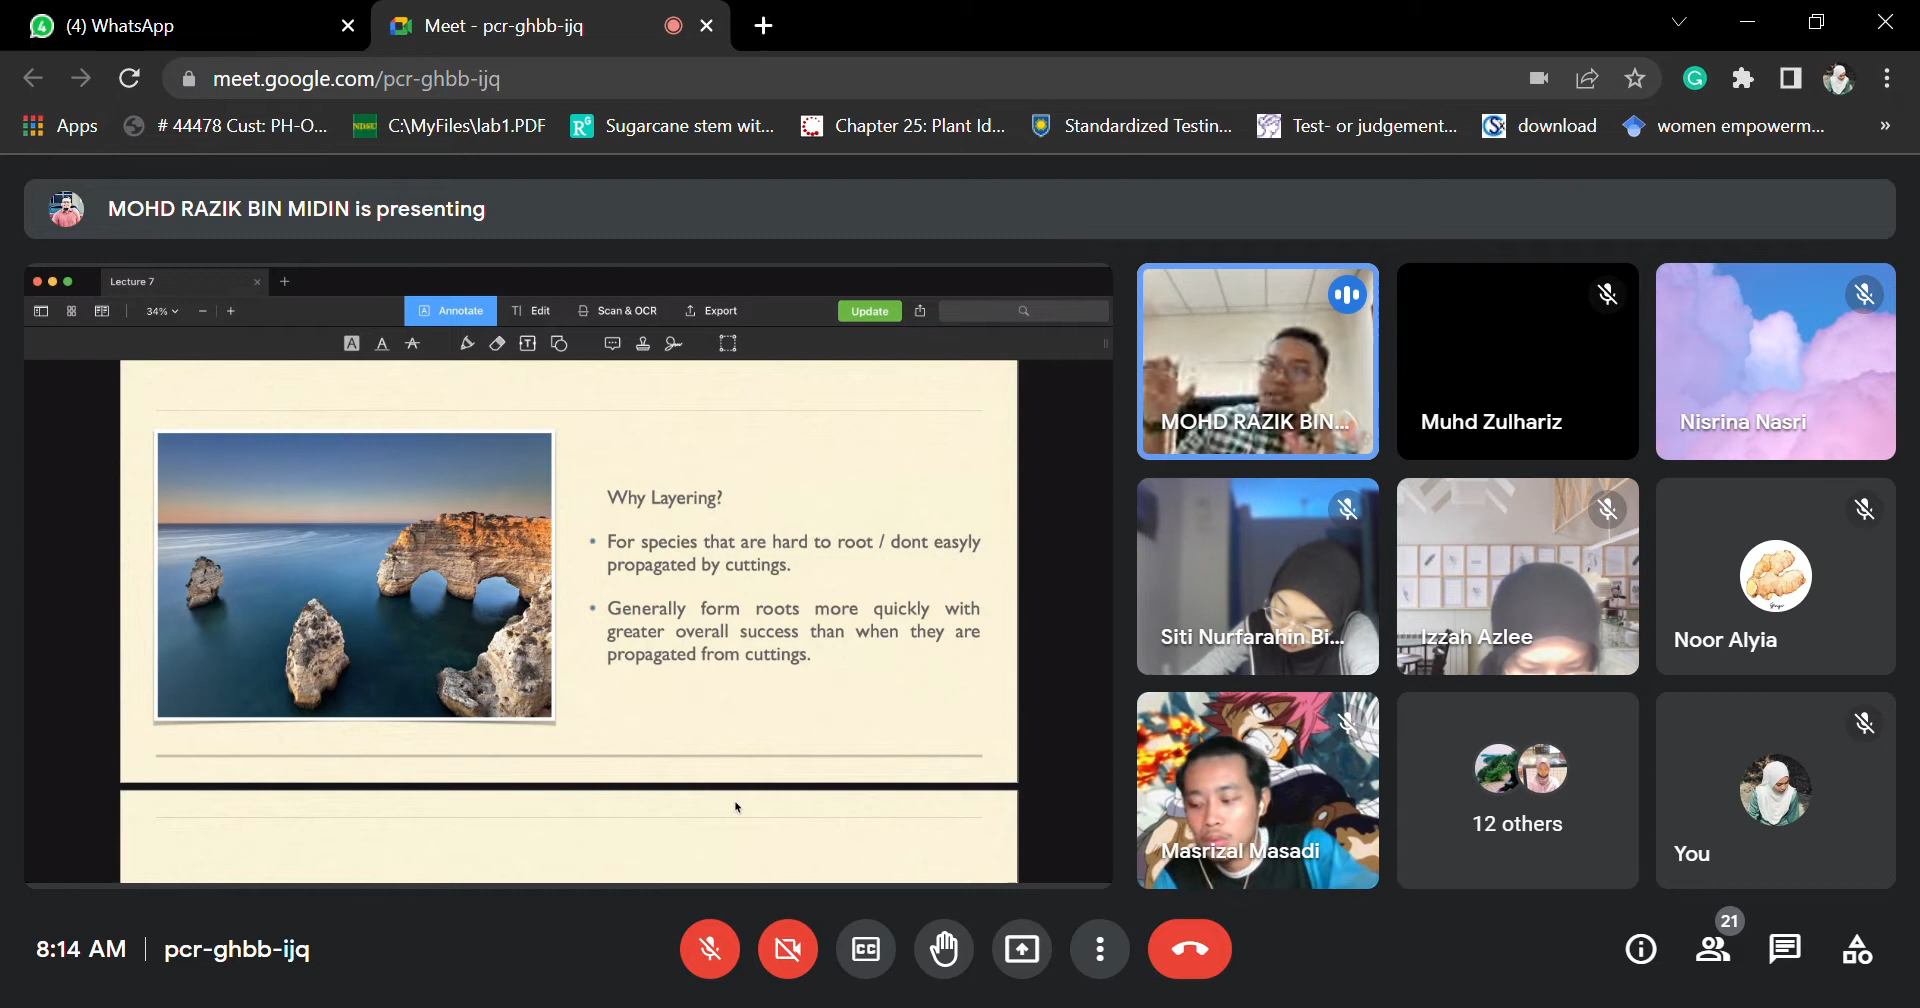 (4) WhatsApp
Meet - pcr-ghbb-ijq
meet.google.com/pcr-ghbb-ijq
Apps
# 44478 Cust: PH-O...
NDSU
C:\MyFiles\lab1.PDF
Sugarcane stem wit...
Chapter 25: Plant Id...
Standardized Testin...
Test- or judgement...
download
women empowerm...
»
MOHD RAZIK BIN MIDIN is presenting
Lecture 7
34%
Annotate
Edit
Scan & OCR
Export
Update
Why Layering?
• For species that are hard to root / dont easyly
propagated by cuttings.
• Generally form roots more quickly with
greater overall success than when they are
propagated from cuttings.
MOHD RAZIK BIN...
Muhd Zulhariz
Nisrina Nasri
Siti Nurfarahin Bi...
Izzah Azlee
Noor Alyia
Masrizal Masadi
12 others
You
8:14 AM
pcr-ghbb-ijq
CC
21